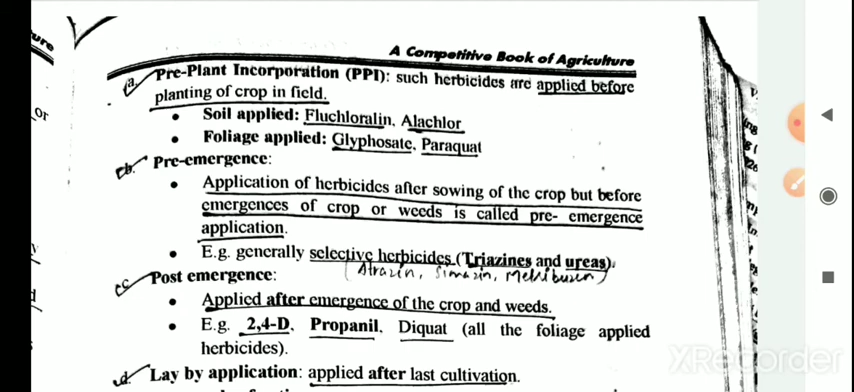 A Competitive Book of Agriculture
a. Pre-Plant Incorporation (PPI): such herbicides are applied before
planting of crop in field.
• Soil applied: Fluchloralin, Alachlor
• Foliage applied: Glyphosate, Paraquat
b. Pre-emergence:
• Application of herbicides after sowing of the crop but before
emergences of crop or weeds is called pre- emergence
application.
• E.g. generally selective herbicides (Triazines and ureas).
(Atrazin, Simazin, Metribuzen)
c. Post emergence:
• Applied after emergence of the crop and weeds.
• E.g. 2,4-D, Propanil, Diquat (all the foliage applied
herbicides).
d. Lay by application: applied after last cultivation.
XRecorder